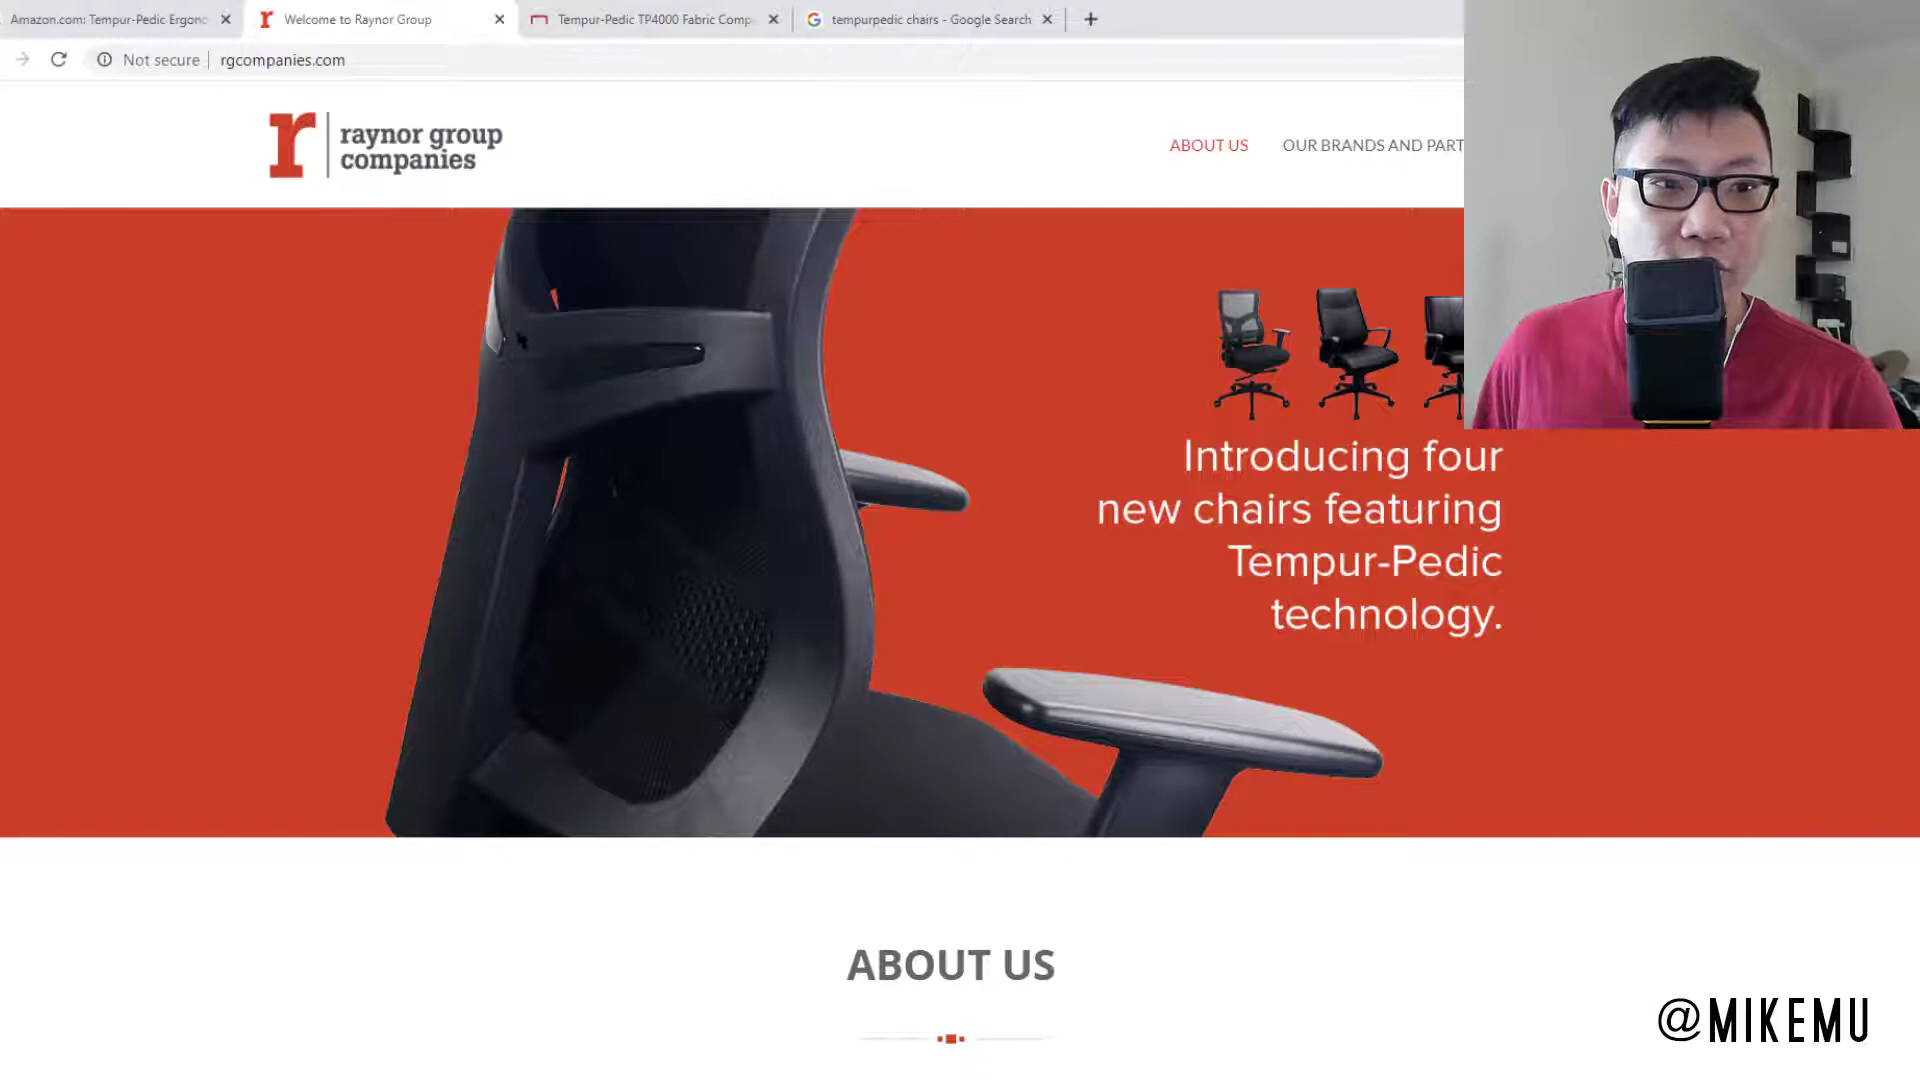 Amazon.com: Tempur-Pedic Ergono
Welcome to Raynor Group
Tempur-Pedic TP4000 Fabric Comp
tempurpedic chairs - Google Search
Not secure
rgcompanies.com
r
raynor group
companies
ABOUT US
OUR BRANDS AND PART
Introducing four
new chairs featuring
Tempur-Pedic
technology.
ABOUT US
@MIKEMU